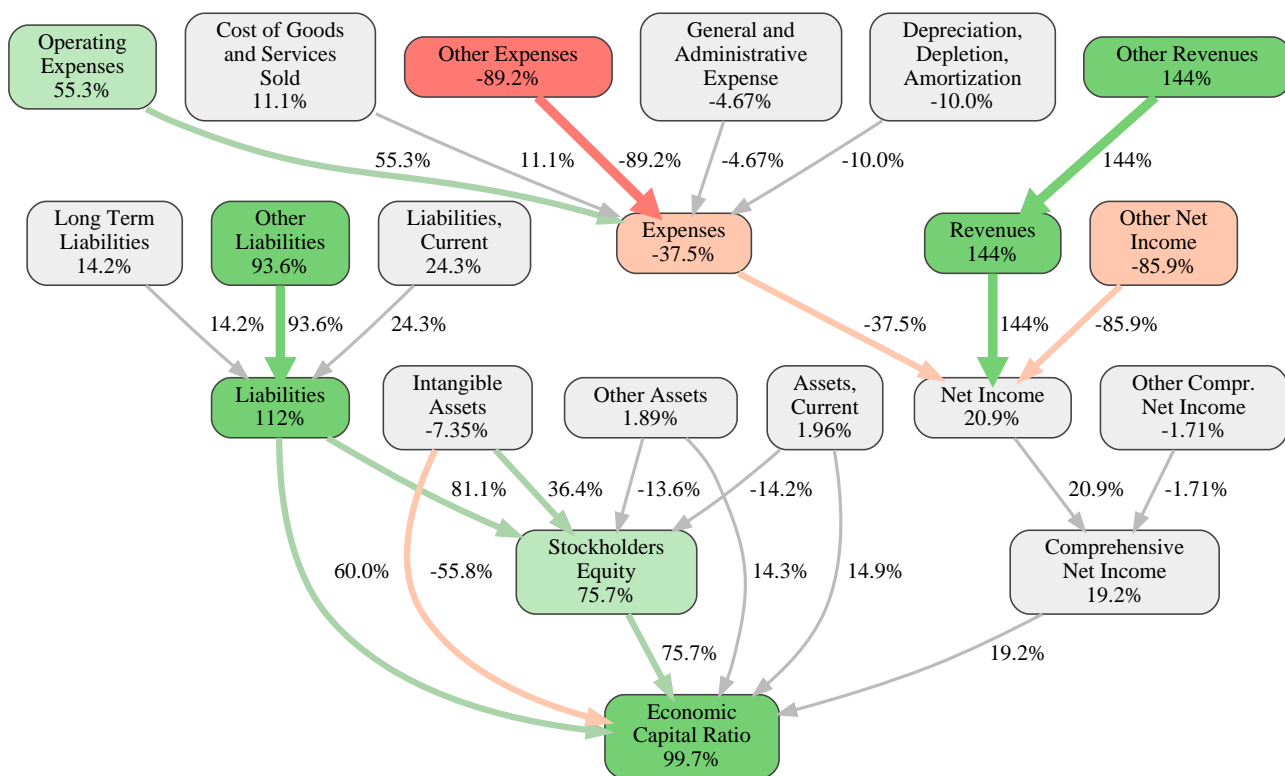 Operating
Expenses
55.3%
Cost of Goods
and Services
Sold
11.1%
Other Expenses
-89.2%
General and
Administrative
Expense
-4.67%
Depreciation,
Depletion,
Amortization
-10.0%
Other Revenues
144%
55.3%
11.1%
-89.2%
-4.67%
-10.0%
144%
Long Term
Liabilities
14.2%
Other
Liabilities
93.6%
Liabilities,
Current
24.3%
Expenses
-37.5%
Revenues
144%
Other Net
Income
-85.9%
14.2%
93.6%
24.3%
-37.5%
144%
-85.9%
Liabilities
112%
Intangible
Assets
-7.35%
Other Assets
1.89%
Assets,
Current
1.96%
Net Income
20.9%
Other Compr.
Net Income
-1.71%
81.1%
36.4%
-13.6%
-14.2%
20.9%
-1.71%
Stockholders
Equity
75.7%
Comprehensive
Net Income
19.2%
60.0%
-55.8%
14.3%
14.9%
75.7%
19.2%
Economic
Capital Ratio
99.7%